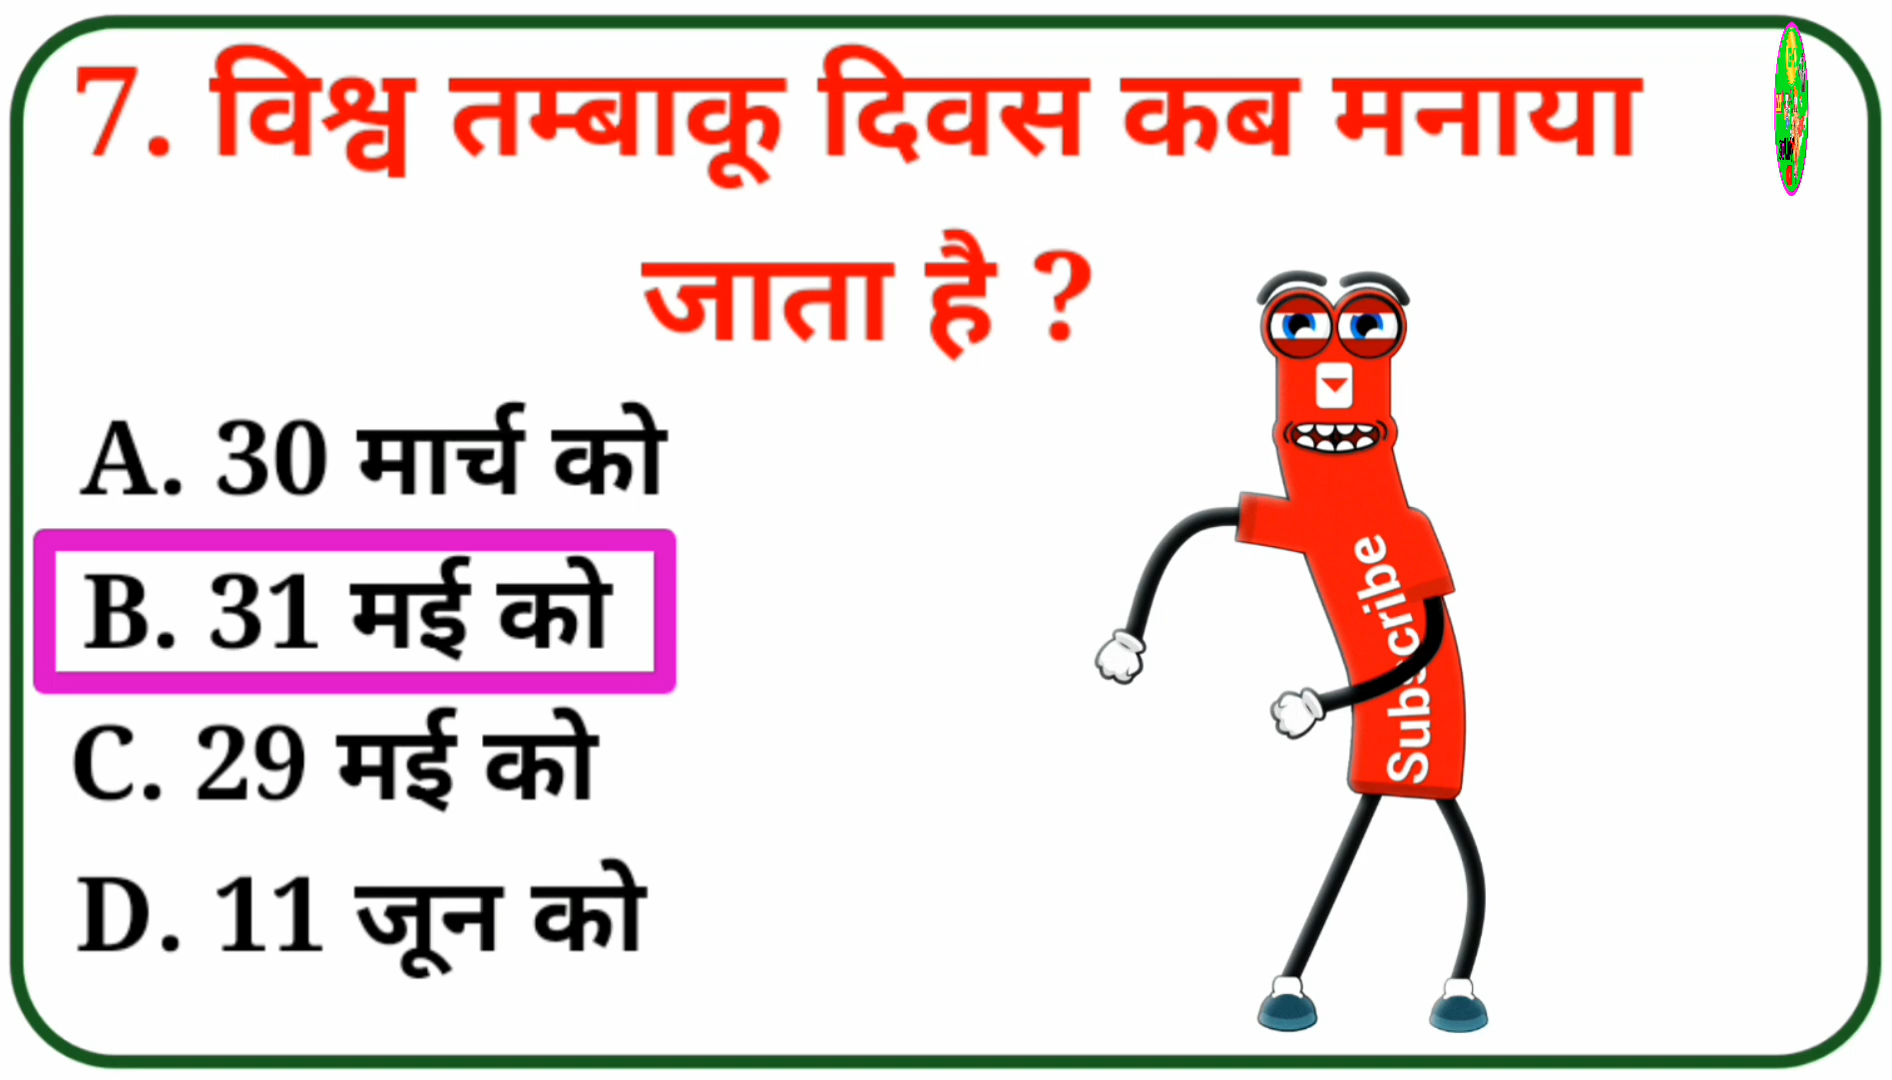 7. विश्व तम्बाकू दिवस कब मनाया
जाता है ?
A. 30 मार्च को
B. 31 मई को
C. 29 मई को
D. 11 जून को
Subscribe